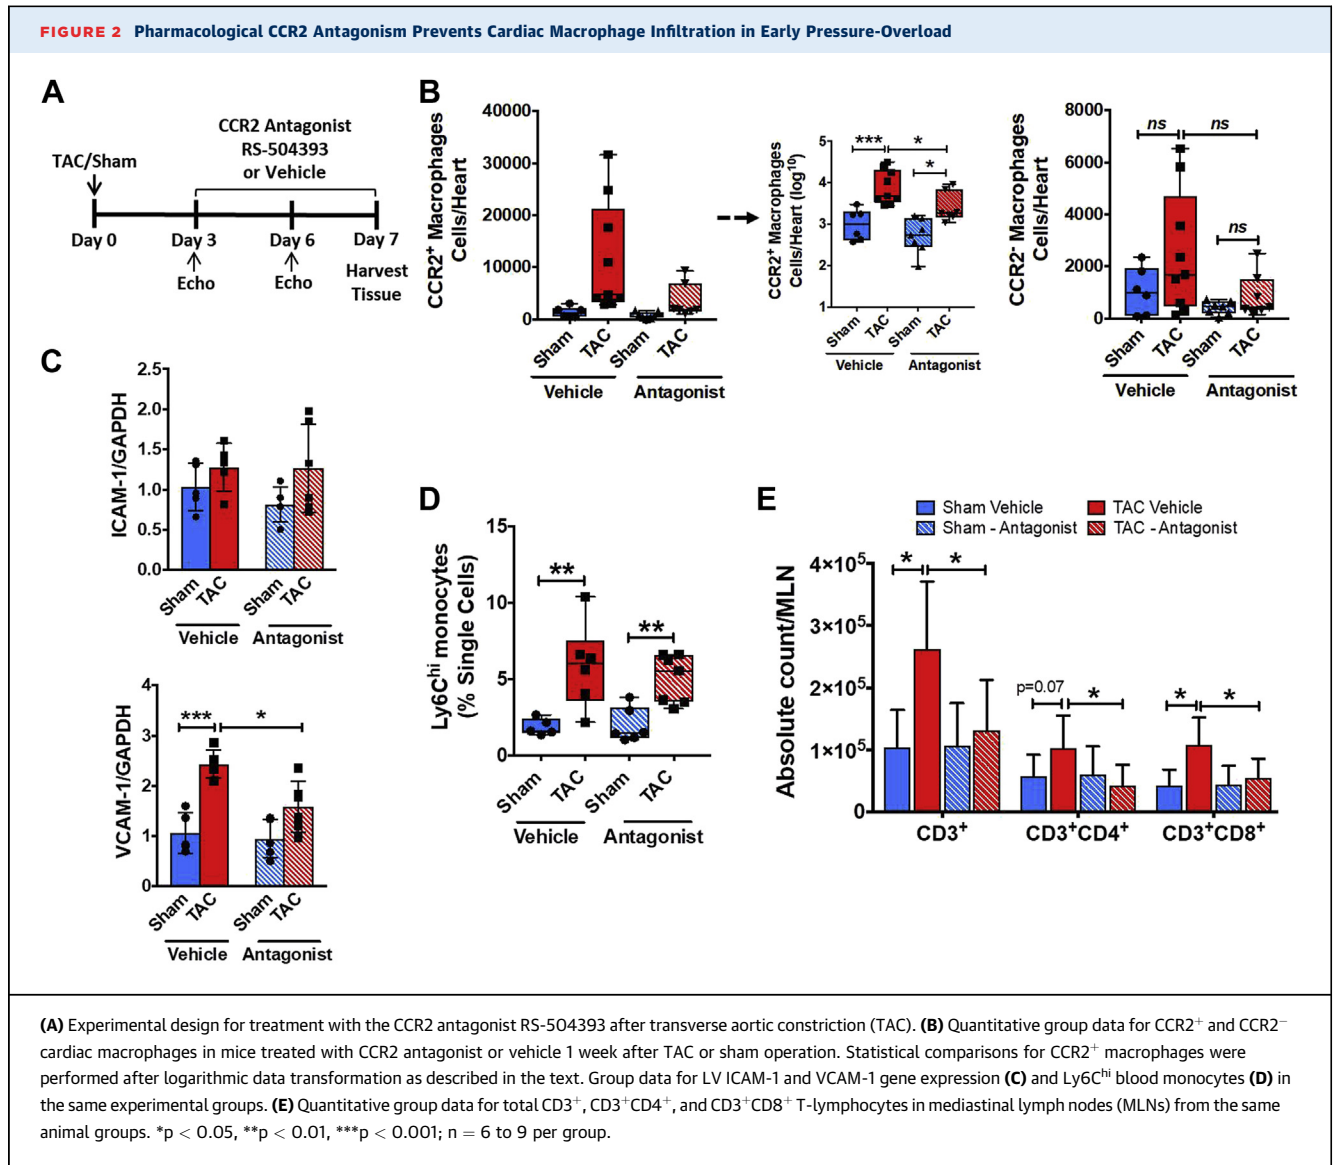 FIGURE 2 Pharmacological CCR2 Antagonism Prevents Cardiac Macrophage Infiltration in Early Pressure-Overload
A
CCR2 Antagonist
RS-504393
or Vehicle
TAC/Sham
Day 0
Day 3
Day 6
Day 7
Echo
Echo
Harvest
Tissue
B
CCR2+ Macrophages
Cells/Heart
40000
30000
20000
10000
0
Sham
TAC
Sham
TAC
Vehicle
Antagonist
CCR2+ Macrophages
Cells/Heart (log10)
5
4
3
2
1
***
*
*
Sham
TAC
Sham
TAC
Vehicle
Antagonist
CCR2- Macrophages
Cells/Heart
8000
6000
4000
2000
0
ns
ns
ns
Sham
TAC
Sham
TAC
Vehicle
Antagonist
C
ICAM-1/GAPDH
2.5
2.0
1.5
1.0
0.5
0.0
Sham
TAC
Sham
TAC
Vehicle
Antagonist
VCAM-1/GAPDH
4
3
2
1
0
***
*
Sham
TAC
Sham
TAC
Vehicle
Antagonist
D
Ly6Chi monocytes
(% Single Cells)
15
10
5
0
**
**
Sham
TAC
Sham
TAC
Vehicle
Antagonist
E
Sham Vehicle
TAC Vehicle
Sham - Antagonist
TAC - Antagonist
Absolute count/MLN
4×10⁵
3×10⁵
2×10⁵
1×10⁵
0
*
*
p=0.07
*
*
*
CD3+
CD3+CD4+
CD3+CD8+
(A) Experimental design for treatment with the CCR2 antagonist RS-504393 after transverse aortic constriction (TAC). (B) Quantitative group data for CCR2+ and CCR2−
cardiac macrophages in mice treated with CCR2 antagonist or vehicle 1 week after TAC or sham operation. Statistical comparisons for CCR2+ macrophages were
performed after logarithmic data transformation as described in the text. Group data for LV ICAM-1 and VCAM-1 gene expression (C) and Ly6Chi blood monocytes (D) in
the same experimental groups. (E) Quantitative group data for total CD3+, CD3+CD4+, and CD3+CD8+ T-lymphocytes in mediastinal lymph nodes (MLNs) from the same
animal groups. *p < 0.05, **p < 0.01, ***p < 0.001; n = 6 to 9 per group.